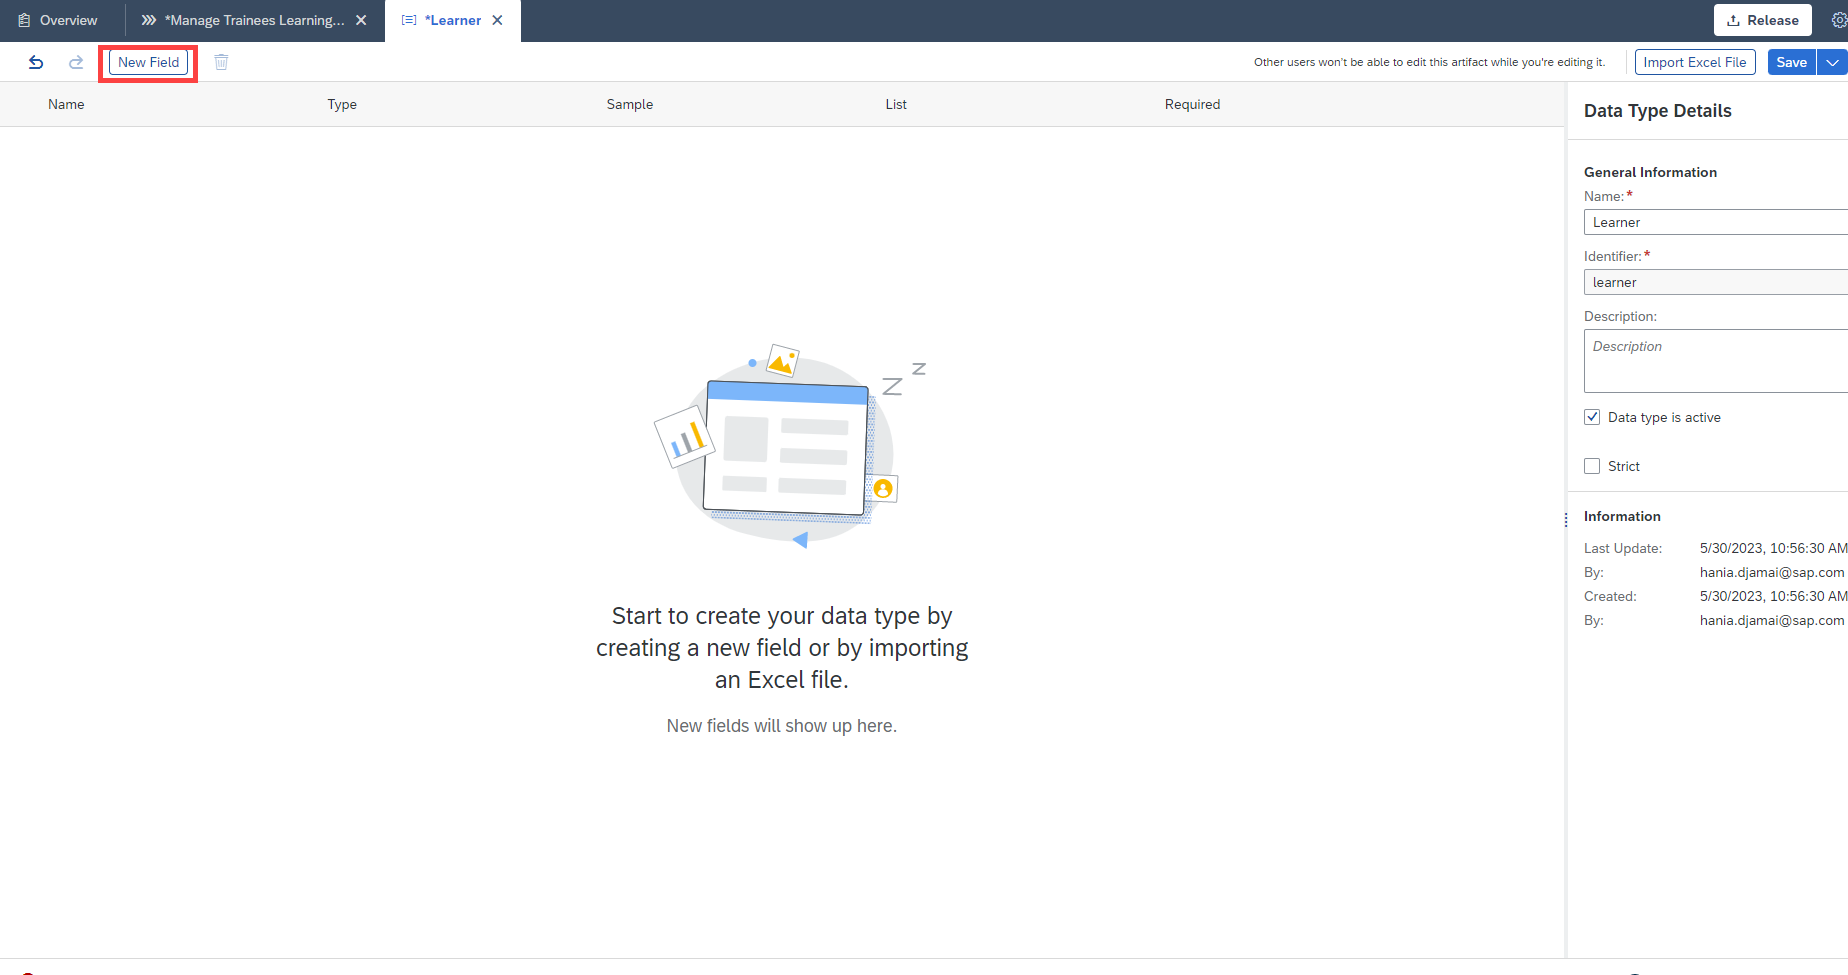 Overview
*Manage Trainees Learning...
*Learner
Release
New Field
Other users won't be able to edit this artifact while you're editing it.
Import Excel File
Save
Name
Type
Sample
List
Required
Data Type Details
General Information
Name:*
Learner
Identifier:*
learner
Description:
Description
Data type is active
Strict
Information
Last Update: 5/30/2023, 10:56:30 AM
By: hania.djamai@sap.com
Created: 5/30/2023, 10:56:30 AM
By: hania.djamai@sap.com
Z
Z
Start to create your data type by
creating a new field or by importing
an Excel file.
New fields will show up here.